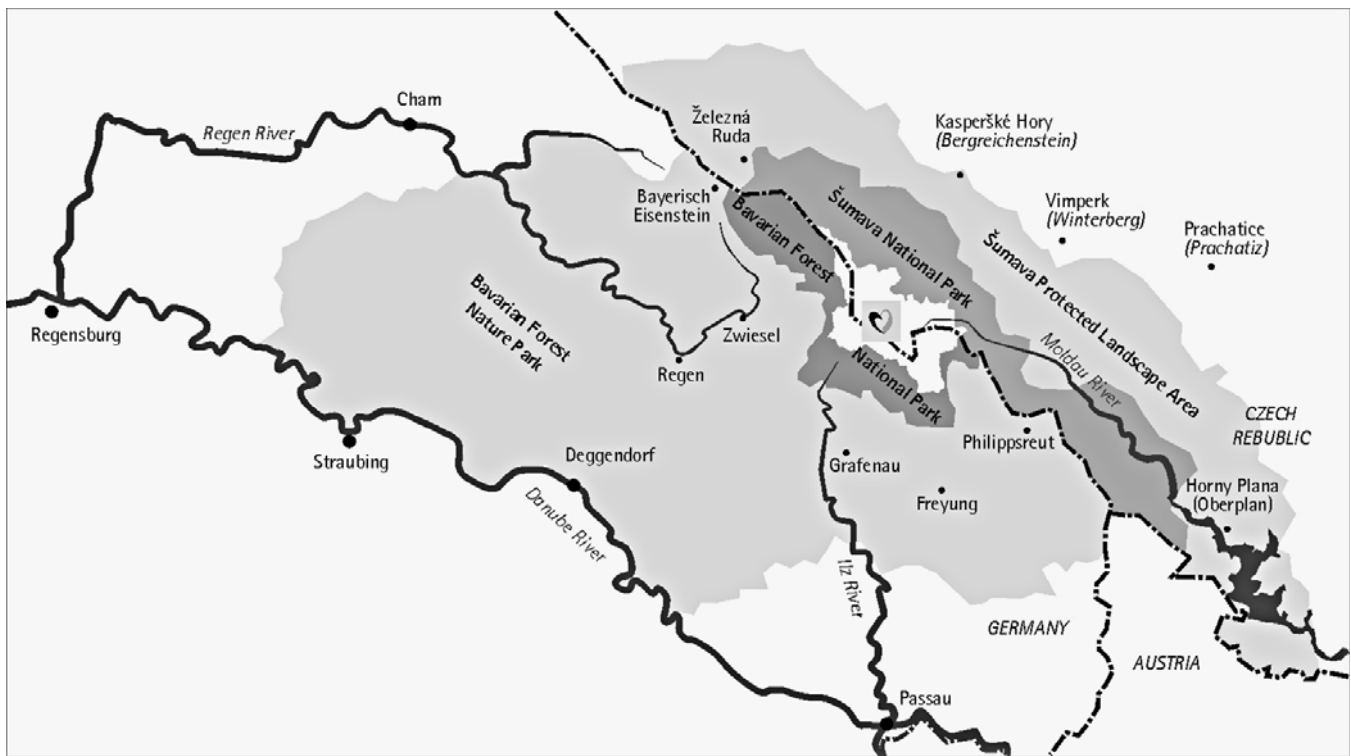 Cham
Regen River
Železná
Ruda
Kasperšké Hory
(Bergreichenstein)
Bayerisch
Eisenstein
Vimperk
(Winterberg)
Prachatice
(Prachatiz)
Bavarian Forest
Šumava National Park
Šumava Protected Landscape Area
Bavarian Forest
Nature Park
Regensburg
Zwiesel
Regen
Moldau River
National Park
CZECH
REBUBLIC
Philippsreut
Straubing
Deggendorf
Grafenau
Freyung
Horny Plana
(Oberplan)
Danube River
Ilz River
GERMANY
AUSTRIA
Passau